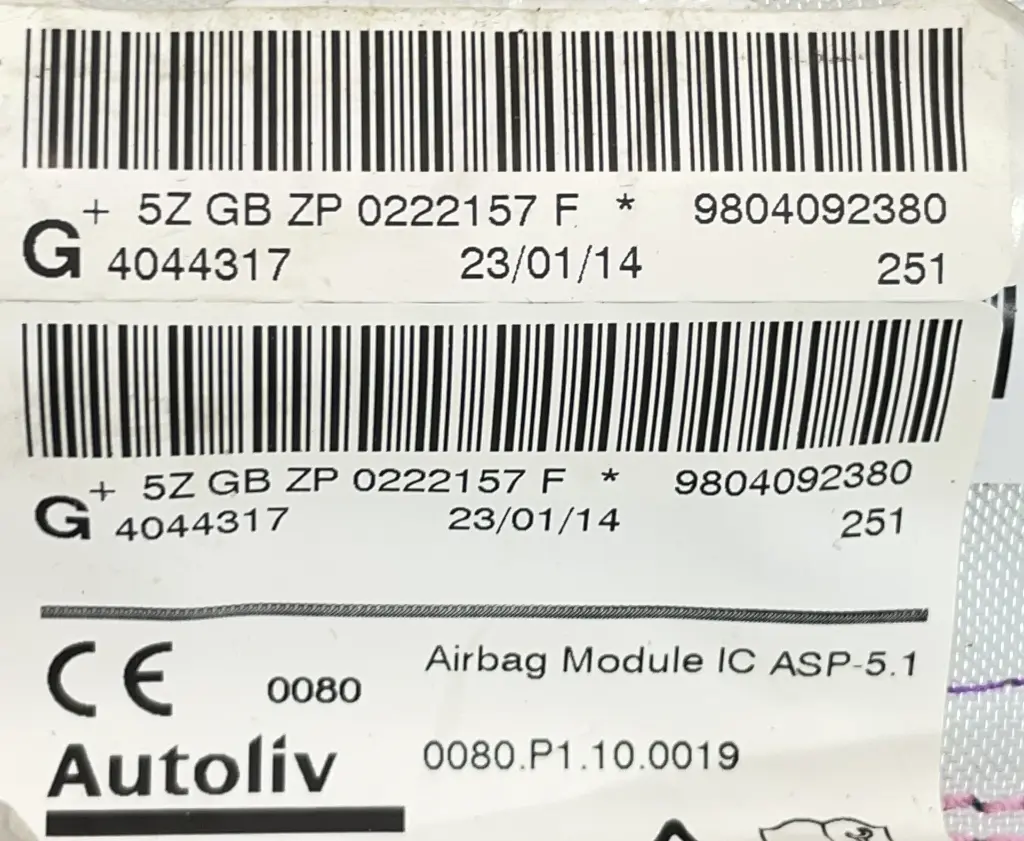 + 5Z GB ZP 0222157 F * 9804092380
G 4044317 23/01/14 251
+ 5Z GB ZP 0222157 F * 9804092380
G 4044317 23/01/14 251
CE 0080 Airbag Module IC ASP-5.1
Autoliv 0080.P1.10.0019